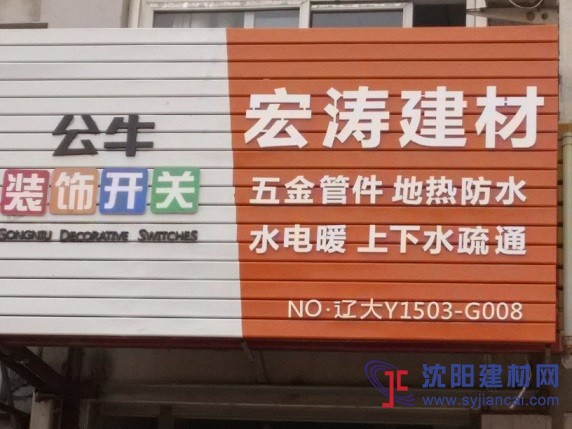 公牛
装饰开关
GONGNIU DECORATIVE SWITCHES
宏涛建材
五金管件 地热防水
水电暖 上下水疏通
NO·辽大Y1503-G008
沈阳建材网
www.syjiancai.com